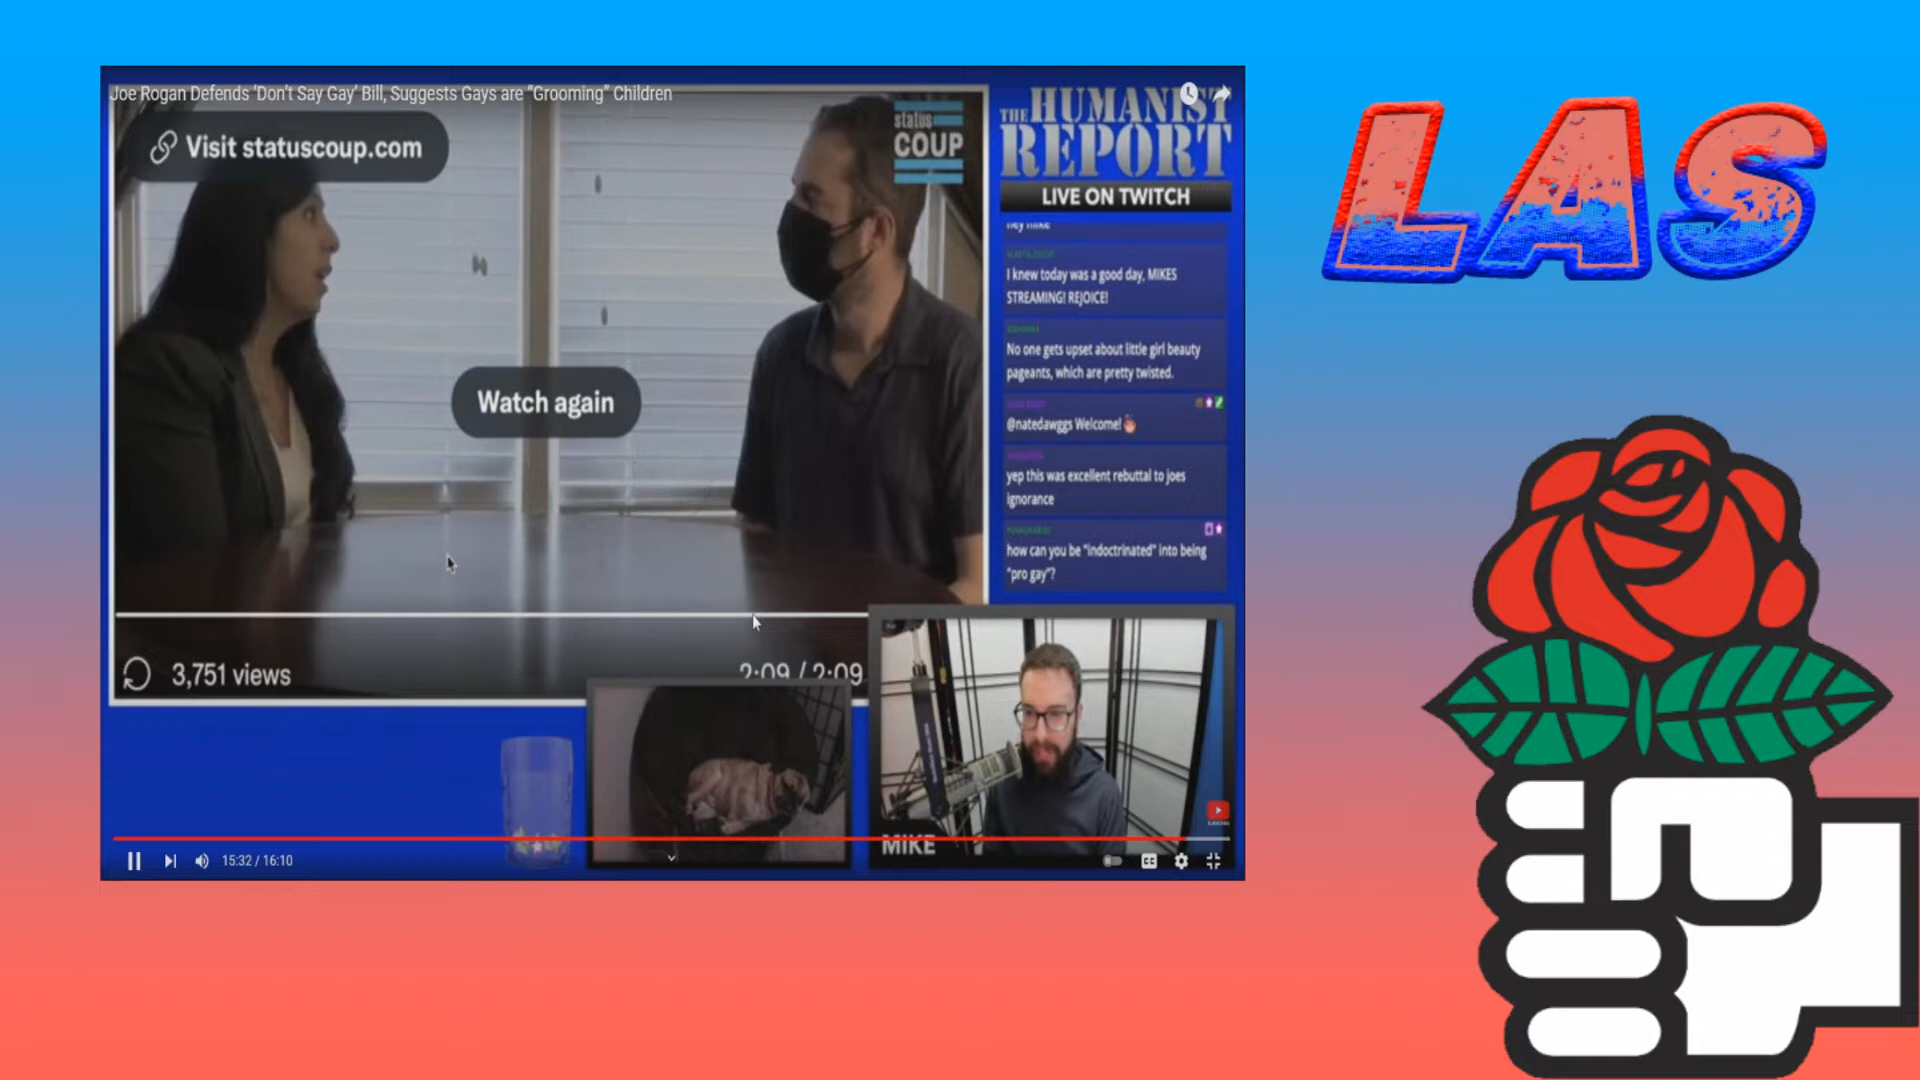 Joe Rogan Defends 'Don't Say Gay' Bill, Suggests Gays are "Grooming" Children
Visit statuscoup.com
status
COUP
Watch again
3,751 views
2:09 / 2:09
THE HUMANIST
REPORT
LIVE ON TWITCH
hey mike
I knew today was a good day, MIKES
STREAMING! REJOICE!
No one gets upset about little girl beauty
pageants, which are pretty twisted.
@natedawggs Welcome!
yep this was excellent rebuttal to joes
ignorance
how can you be "indoctrinated" into being
"pro gay"?
MIKE
15:32 / 16:10
CC
LAS